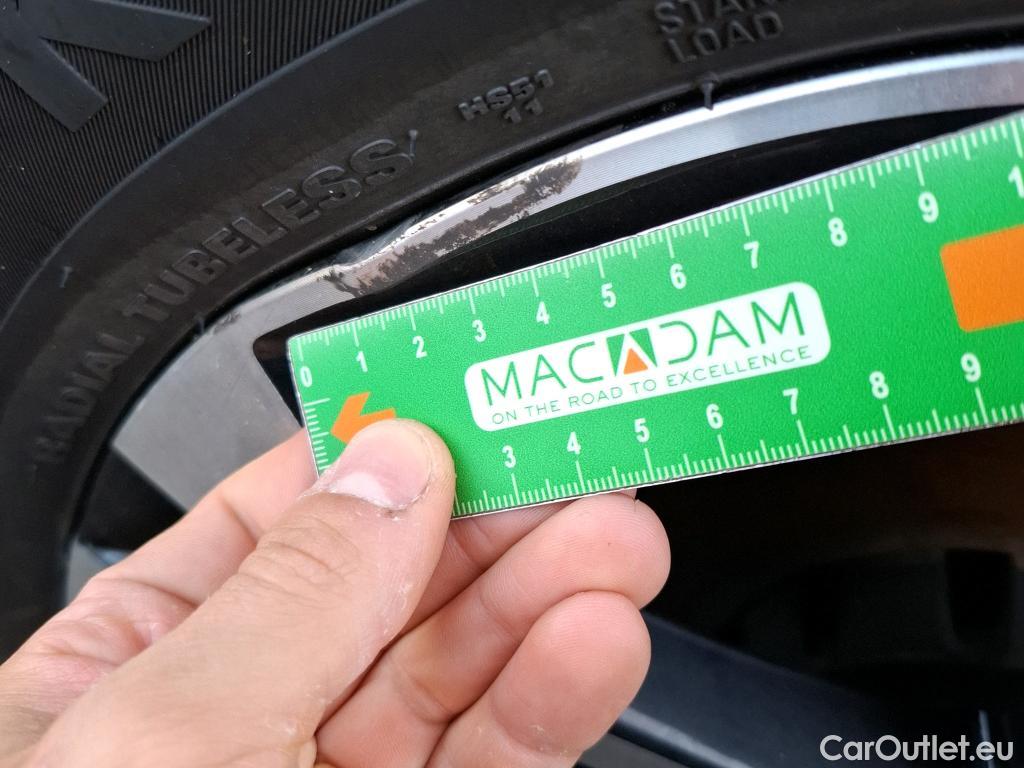 STAN
LOAD
HS51
11
RADIAL TUBELESS
0 1 2 3 4 5 6 7 8 9 1
MACADAM
ON THE ROAD TO EXCELLENCE
3 4 5 6 7 8 9
CarOutlet.eu